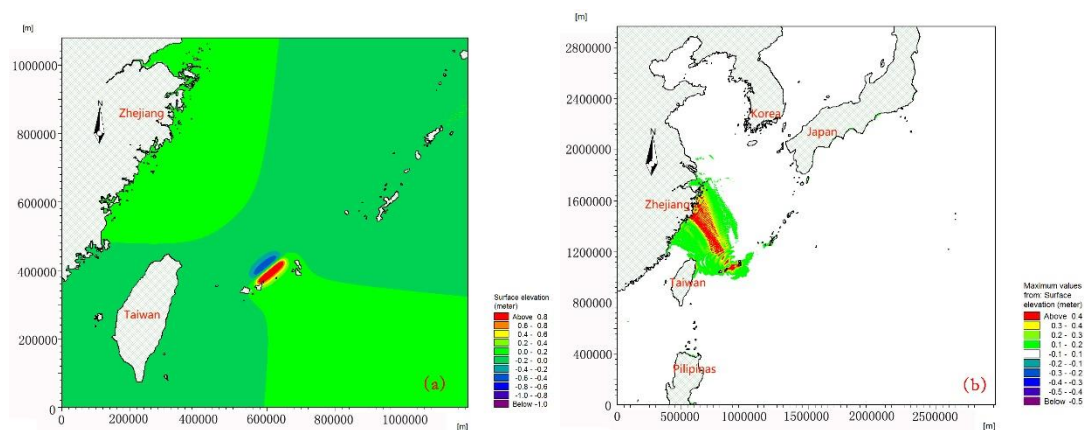 [m]
1000000
800000
600000
400000
200000
0
0
200000
400000
600000
800000
1000000
[m]
N
Zhejiang
Taiwan
(a)
Surface elevation
(meter)
Above 0.8
0.6 - 0.8
0.4 - 0.6
0.2 - 0.4
0.0 - 0.2
-0.2 - 0.0
-0.4 - -0.2
-0.6 - -0.4
-0.8 - -0.6
-1.0 - -0.8
Below -1.0
[m]
2800000
2400000
2000000
1600000
1200000
800000
400000
0
0
500000
1000000
1500000
2000000
2500000
[m]
N
Korea
Japan
Zhejiang
Taiwan
Pilipinas
(b)
Maximum values
from: Surface
elevation (meter)
Above 0.4
0.3 - 0.4
0.2 - 0.3
0.1 - 0.2
-0.1 - 0.1
-0.2 - -0.1
-0.3 - -0.2
-0.4 - -0.3
-0.5 - -0.4
Below -0.5